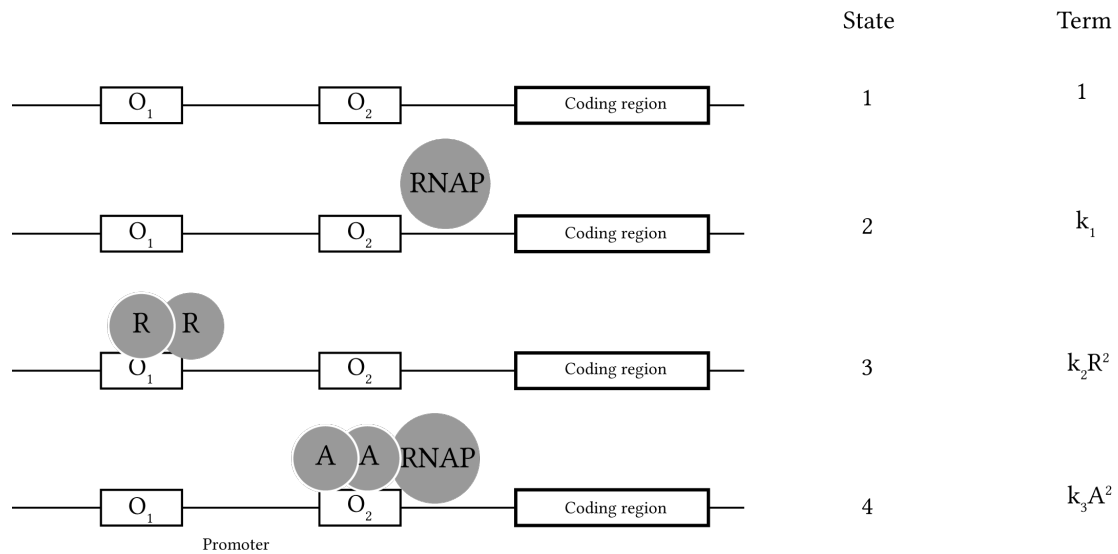 State Term
O₁ O₂ Coding region 1 1
RNAP
O₁ O₂ Coding region 2 k₁
R R
O₁ O₂ Coding region 3 k₂R²
A A RNAP
O₁ O₂ Coding region 4 k₃A²
Promoter